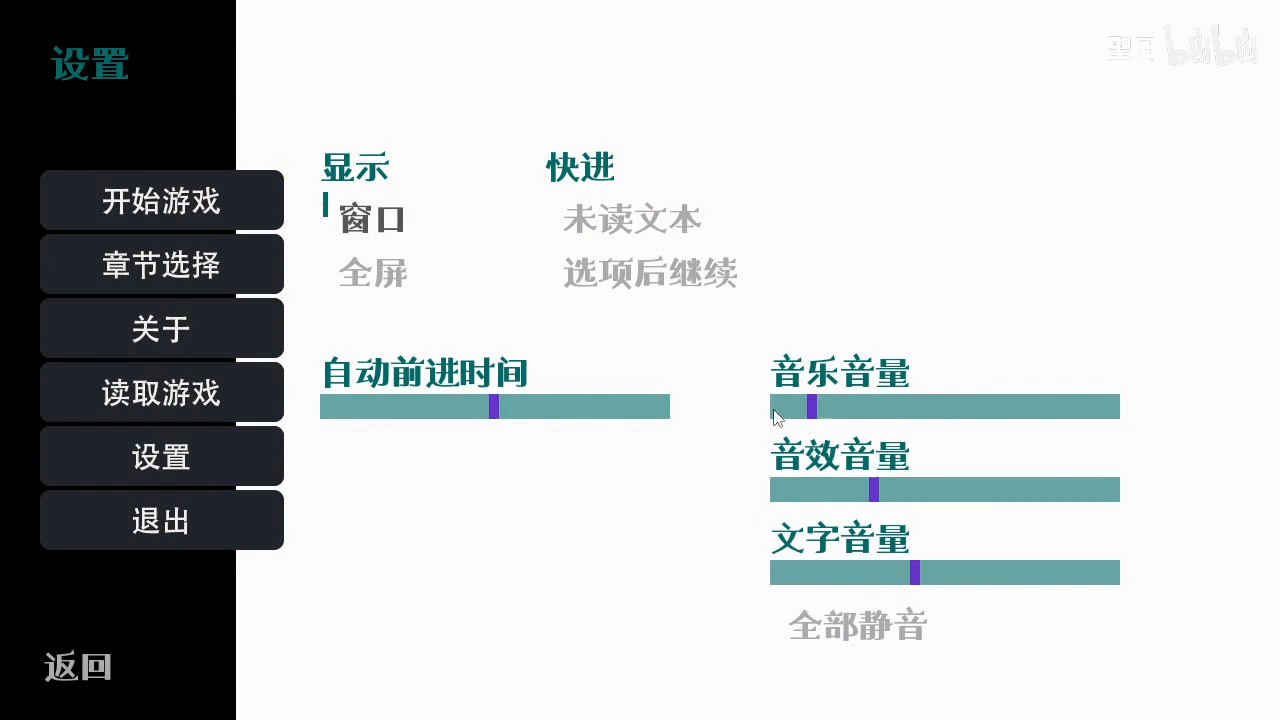 设置
bilibili
开始游戏
章节选择
关于
读取游戏
设置
退出
返回
显示
窗口
全屏
快进
未读文本
选项后继续
自动前进时间
音乐音量
音效音量
文字音量
全部静音